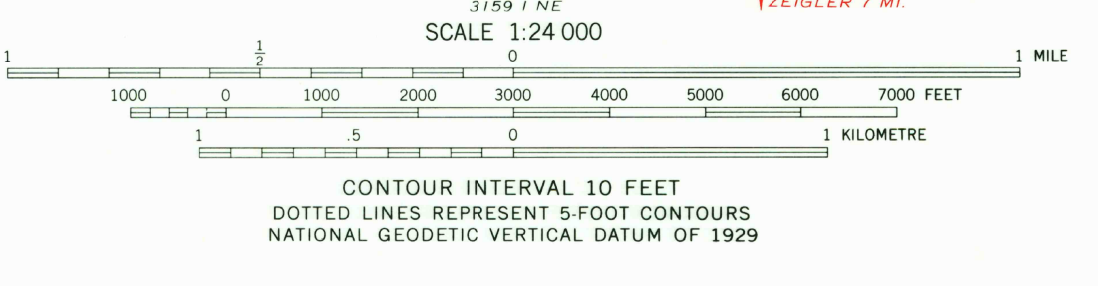 3159 I NE
ZEIGLER 7 MI.
SCALE 1:24 000
1 1/2 0 1 MILE
1000 0 1000 2000 3000 4000 5000 6000 7000 FEET
1 .5 0 1 KILOMETRE
CONTOUR INTERVAL 10 FEET
DOTTED LINES REPRESENT 5-FOOT CONTOURS
NATIONAL GEODETIC VERTICAL DATUM OF 1929